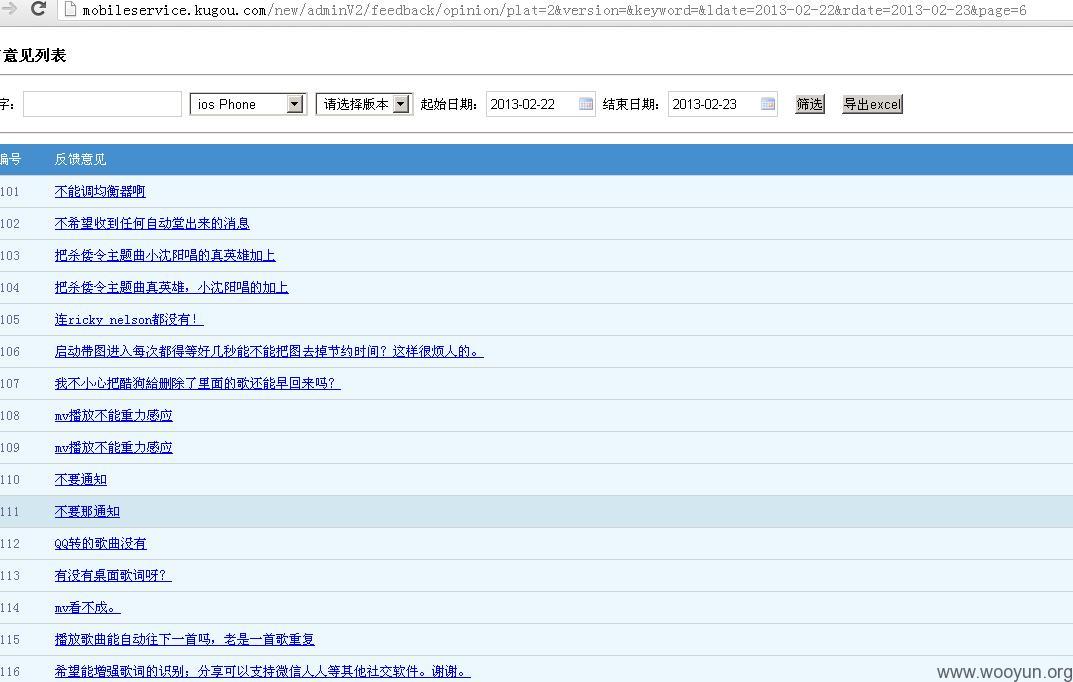 mobileservice.kugou.com/new/adminV2/feedback/opinion/plat=2&version=&keyword=&ldate=2013-02-22&rdate=2013-02-23&page=6
意见列表
字： ios Phone 请选择版本 起始日期： 2013-02-22 结束日期： 2013-02-23 筛选 导出excel
编号 反馈意见
101 不能调均衡器啊
102 不希望收到任何自动堂出来的消息
103 把杀倭令主题曲小沈阳唱的真英雄加上
104 把杀倭令主题曲真英雄，小沈阳唱的加上
105 连ricky nelson都没有！
106 启动带图进入每次都得等好几秒能不能把图去掉节约时间？这样很烦人的。
107 我不小心把酷狗給删除了里面的歌还能早回来吗？
108 mv播放不能重力感应
109 mv播放不能重力感应
110 不要通知
111 不要那通知
112 QQ转的歌曲没有
113 有没有桌面歌词呀？
114 mv看不成。
115 播放歌曲能自动往下一首吗，老是一首歌重复
116 希望能增强歌词的识别；分享可以支持微信人人等其他社交软件。谢谢。
www.wooyun.org